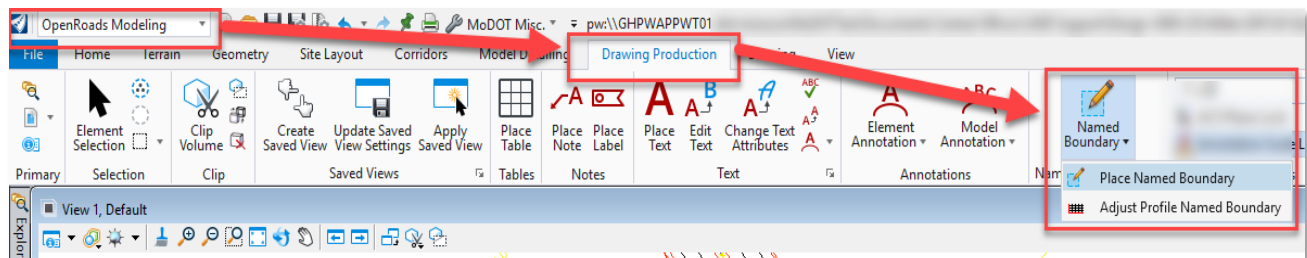 OpenRoads Modeling MoDOT Misc. pw:\\GHPWAPPWT01
File Home Terrain Geometry Site Layout Corridors Drawing Production View
Element Selection
Clip Volume
Create Saved View
Update Saved View Settings
Apply Saved View
Place Table
Place Note
Place Label
Place Text
Edit Text
Change Text Attributes
ABC
Element Annotation
Model Annotation
Named Boundary
Primary Selection Clip Saved Views Tables Notes Text Annotations
Place Named Boundary
Adjust Profile Named Boundary
View 1, Default